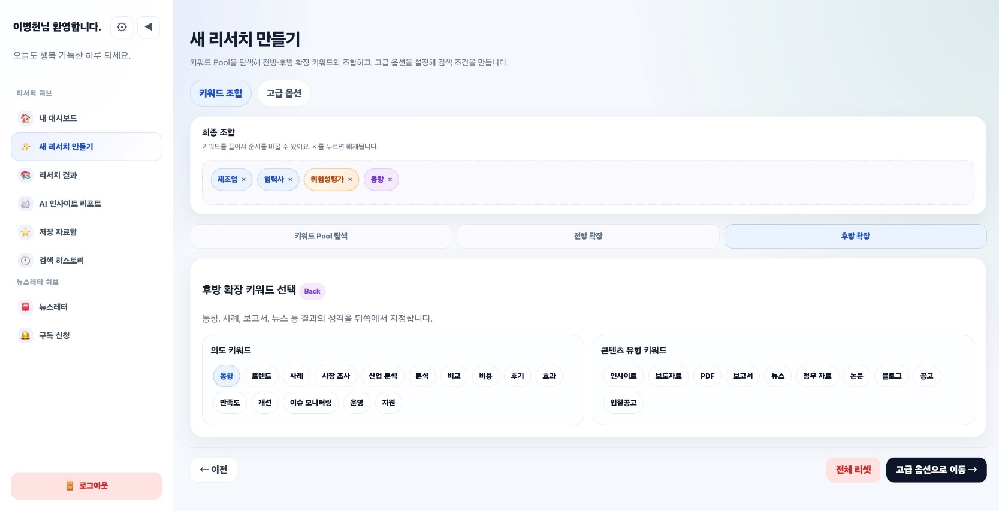 이병헌님 환영합니다.
오늘도 행복 가득한 하루 되세요.
리서치 허브
내 대시보드
새 리서치 만들기
리서치 결과
AI 인사이트 리포트
저장 자료함
검색 히스토리
뉴스레터 허브
뉴스레터
구독 신청
로그아웃
새 리서치 만들기
키워드 Pool을 탐색해 전방·후방 확장 키워드와 조합하고, 고급 옵션을 설정해 검색 조건을 만듭니다.
키워드 조합 고급 옵션
최종 조합
키워드를 끌어서 순서를 바꿀 수 있어요. × 를 누르면 해제됩니다.
제조업 × 협력사 × 위험성평가 × 동향 ×
키워드 Pool 탐색 전방 확장 후방 확장
후방 확장 키워드 선택 Back
동향, 사례, 보고서, 뉴스 등 결과의 성격을 뒤쪽에서 지정합니다.
의도 키워드
동향 트렌드 사례 시장 조사 산업 분석 분석 비교 비용 후기 효과
만족도 개선 이슈 모니터링 운영 지원
콘텐츠 유형 키워드
인사이트 보도자료 PDF 보고서 뉴스 정부 자료 논문 블로그 공고
입찰공고
← 이전 전체 리셋 고급 옵션으로 이동 →